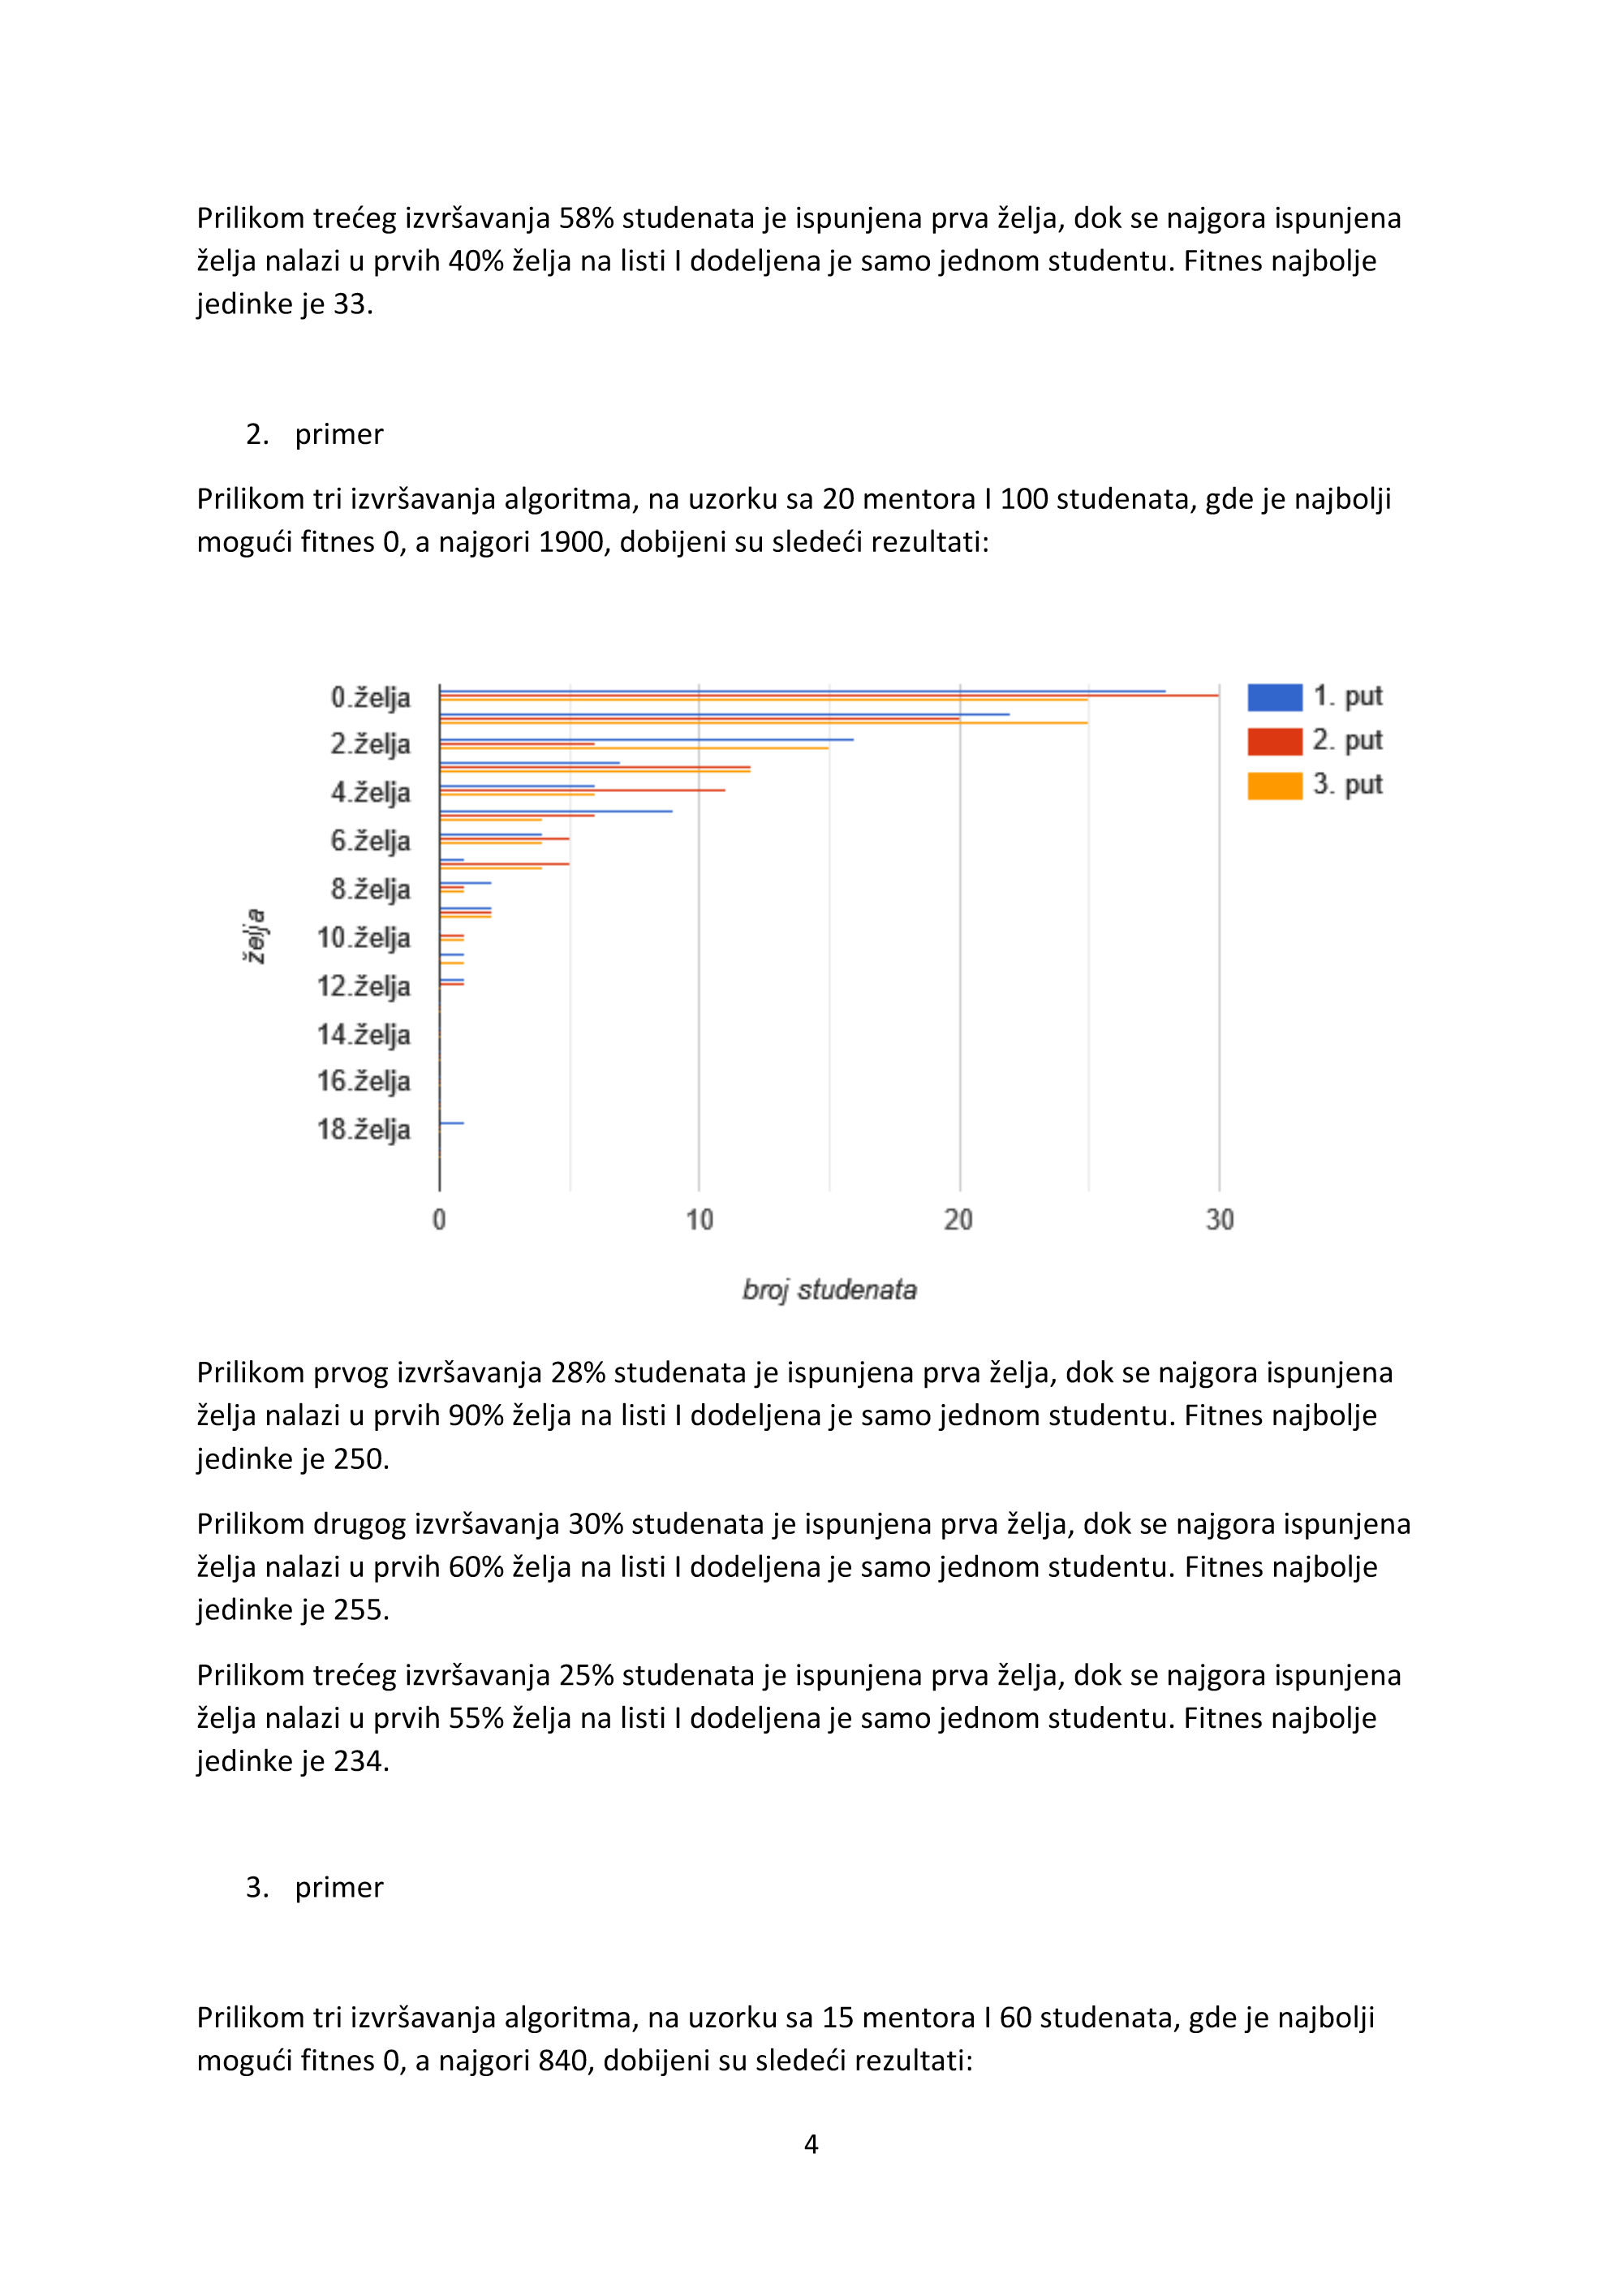 Prilikom trećeg izvršavanja 58% studenata je ispunjena prva želja, dok se najgora ispunjena
želja nalazi u prvih 40% želja na listi I dodeljena je samo jednom studentu. Fitnes najbolje
jedinke je 33.
2. primer
Prilikom tri izvršavanja algoritma, na uzorku sa 20 mentora I 100 studenata, gde je najbolji
mogući fitnes 0, a najgori 1900, dobijeni su sledeći rezultati:
0.želja
2.želja
4.želja
6.želja
8.želja
10.želja
12.želja
14.želja
16.želja
18.želja
želja
0 10 20 30
broj studenata
1. put
2. put
3. put
Prilikom prvog izvršavanja 28% studenata je ispunjena prva želja, dok se najgora ispunjena
želja nalazi u prvih 90% želja na listi I dodeljena je samo jednom studentu. Fitnes najbolje
jedinke je 250.
Prilikom drugog izvršavanja 30% studenata je ispunjena prva želja, dok se najgora ispunjena
želja nalazi u prvih 60% želja na listi I dodeljena je samo jednom studentu. Fitnes najbolje
jedinke je 255.
Prilikom trećeg izvršavanja 25% studenata je ispunjena prva želja, dok se najgora ispunjena
želja nalazi u prvih 55% želja na listi I dodeljena je samo jednom studentu. Fitnes najbolje
jedinke je 234.
3. primer
Prilikom tri izvršavanja algoritma, na uzorku sa 15 mentora I 60 studenata, gde je najbolji
mogući fitnes 0, a najgori 840, dobijeni su sledeći rezultati:
4